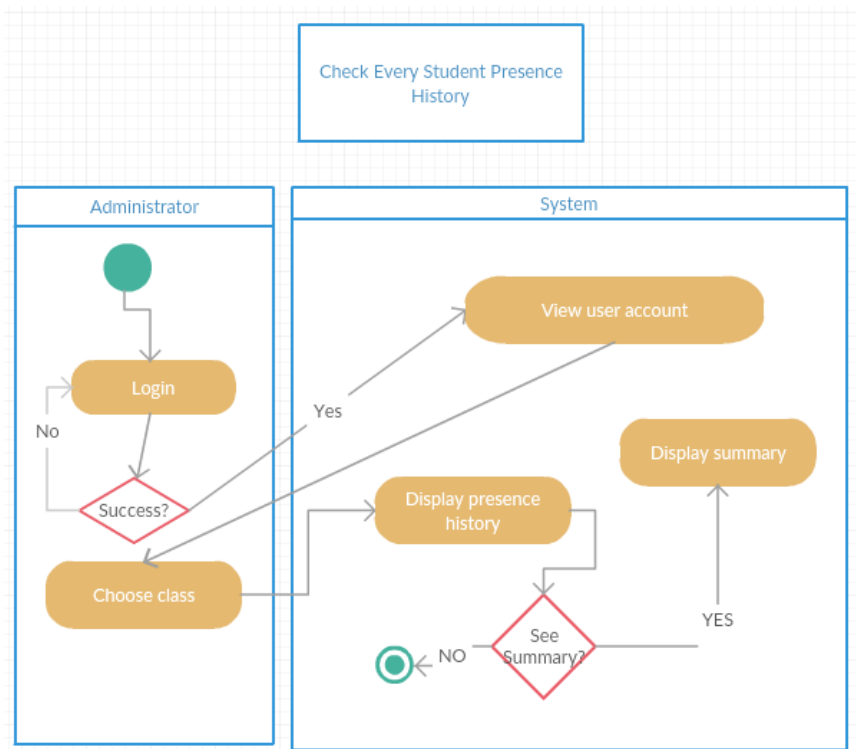 Check Every Student Presence
History
Administrator
System
View user account
Login
Yes
No
Display summary
Success?
Display presence
history
Choose class
YES
See
Summary?
NO